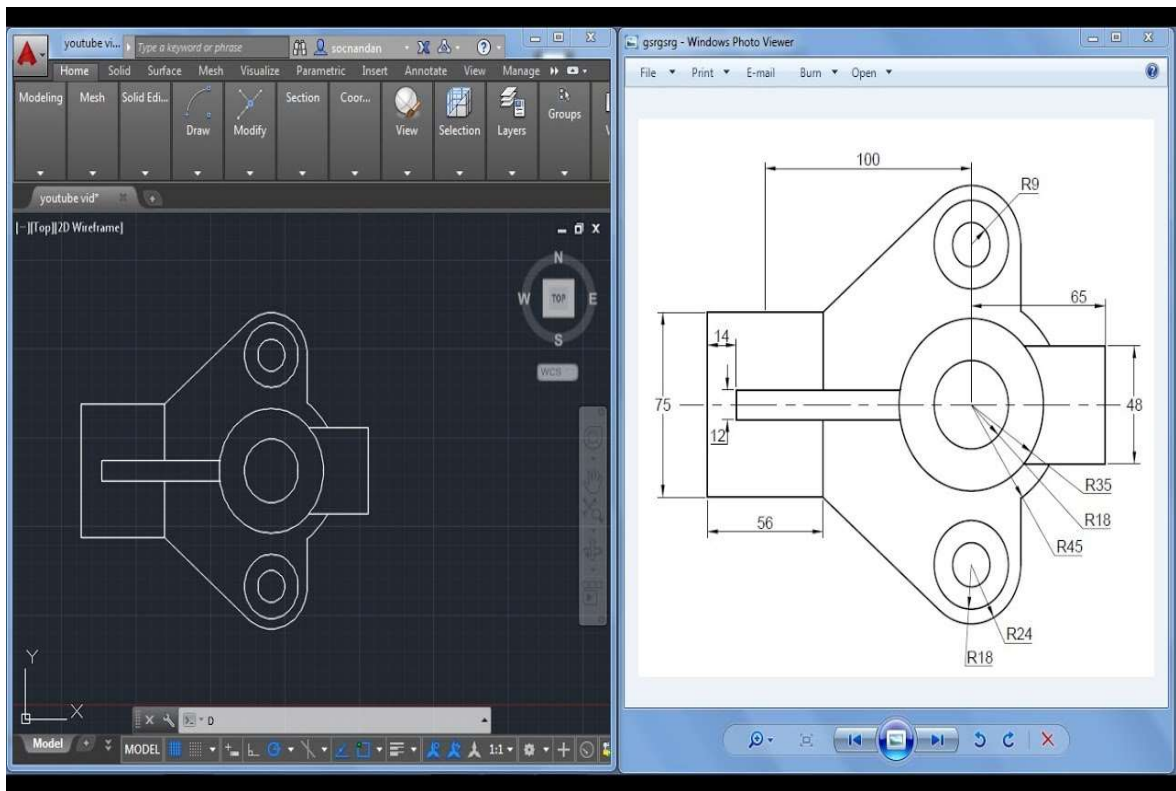 youtube vi...
Type a keyword or phrase
socnandan
Home Solid Surface Mesh Visualize Parametric Insert Annotate View Manage
Modeling Mesh Solid Edi... Draw Modify Section Coor... View Selection Layers Groups
youtube vid*
[-][Top][2D Wireframe]
N
W TOP E
S
WCS
Y
X
D
Model MODEL 1:1
gsrgsrg - Windows Photo Viewer
File Print E-mail Burn Open
100
R9
65
14
75
48
12
R35
56
R18
R45
R24
R18